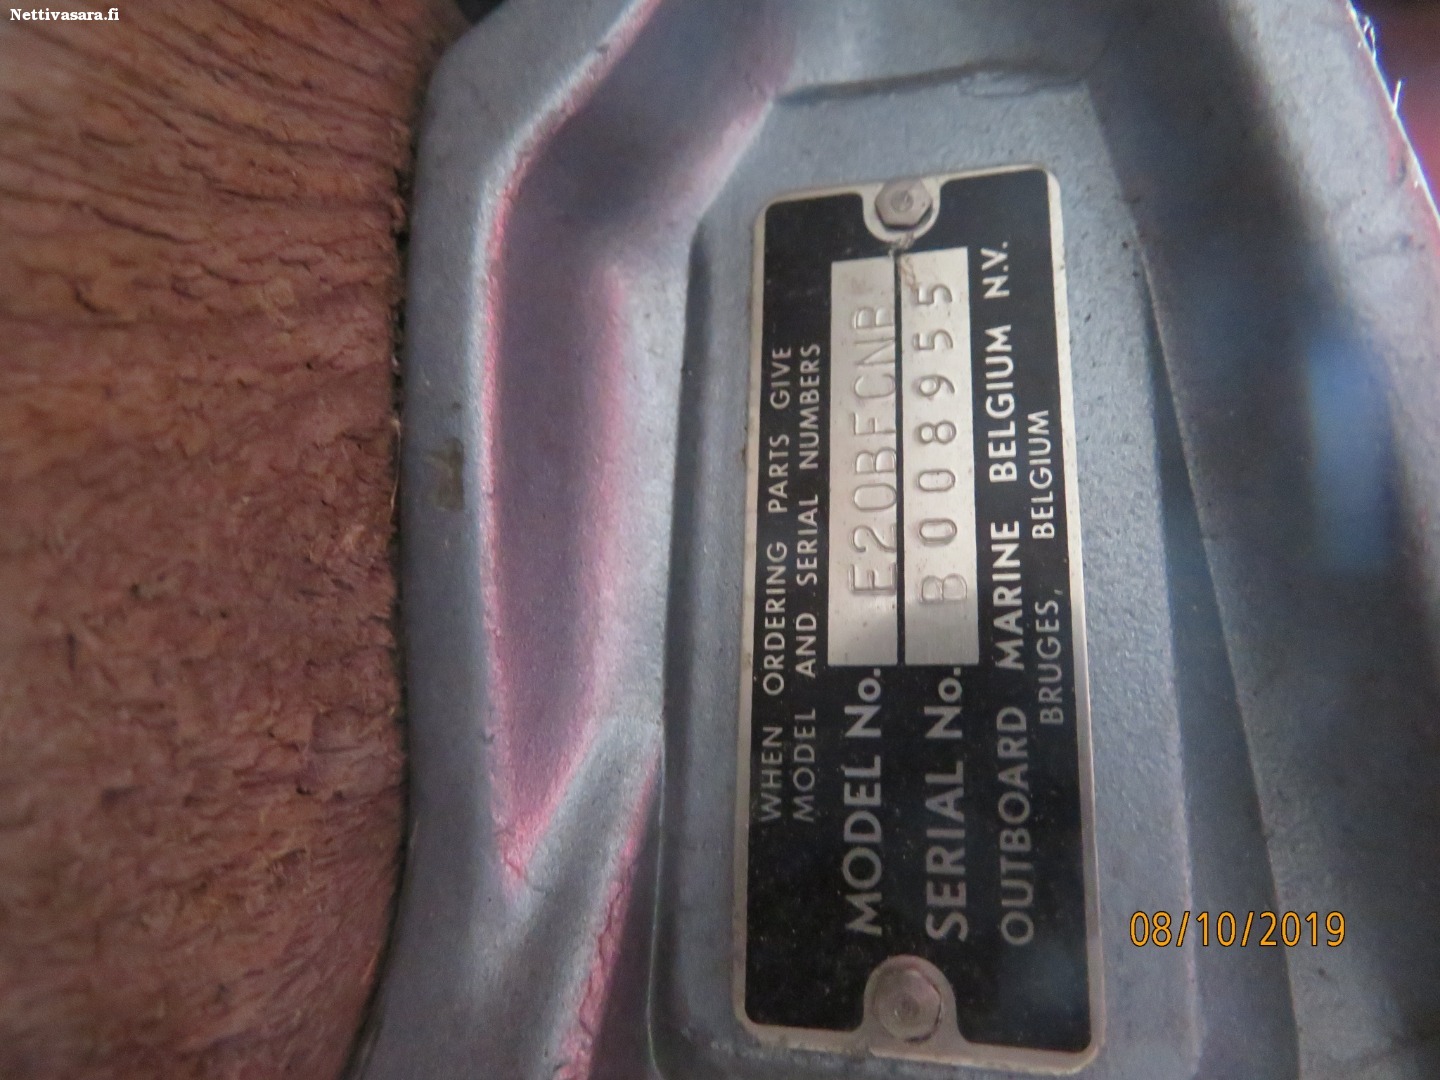 Nettivasara.fi
WHEN ORDERING PARTS GIVE
MODEL AND SERIAL NUMBERS
MODEL No. E20BFCNB
SERIAL No. B008955
OUTBOARD MARINE BELGIUM N.V.
BRUGES, BELGIUM
08/10/2019